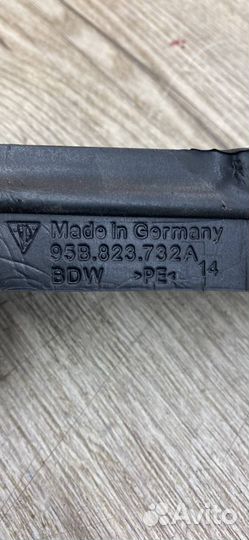 Made in Germany
95B.823.732A
BDW >PE< 14
Avito